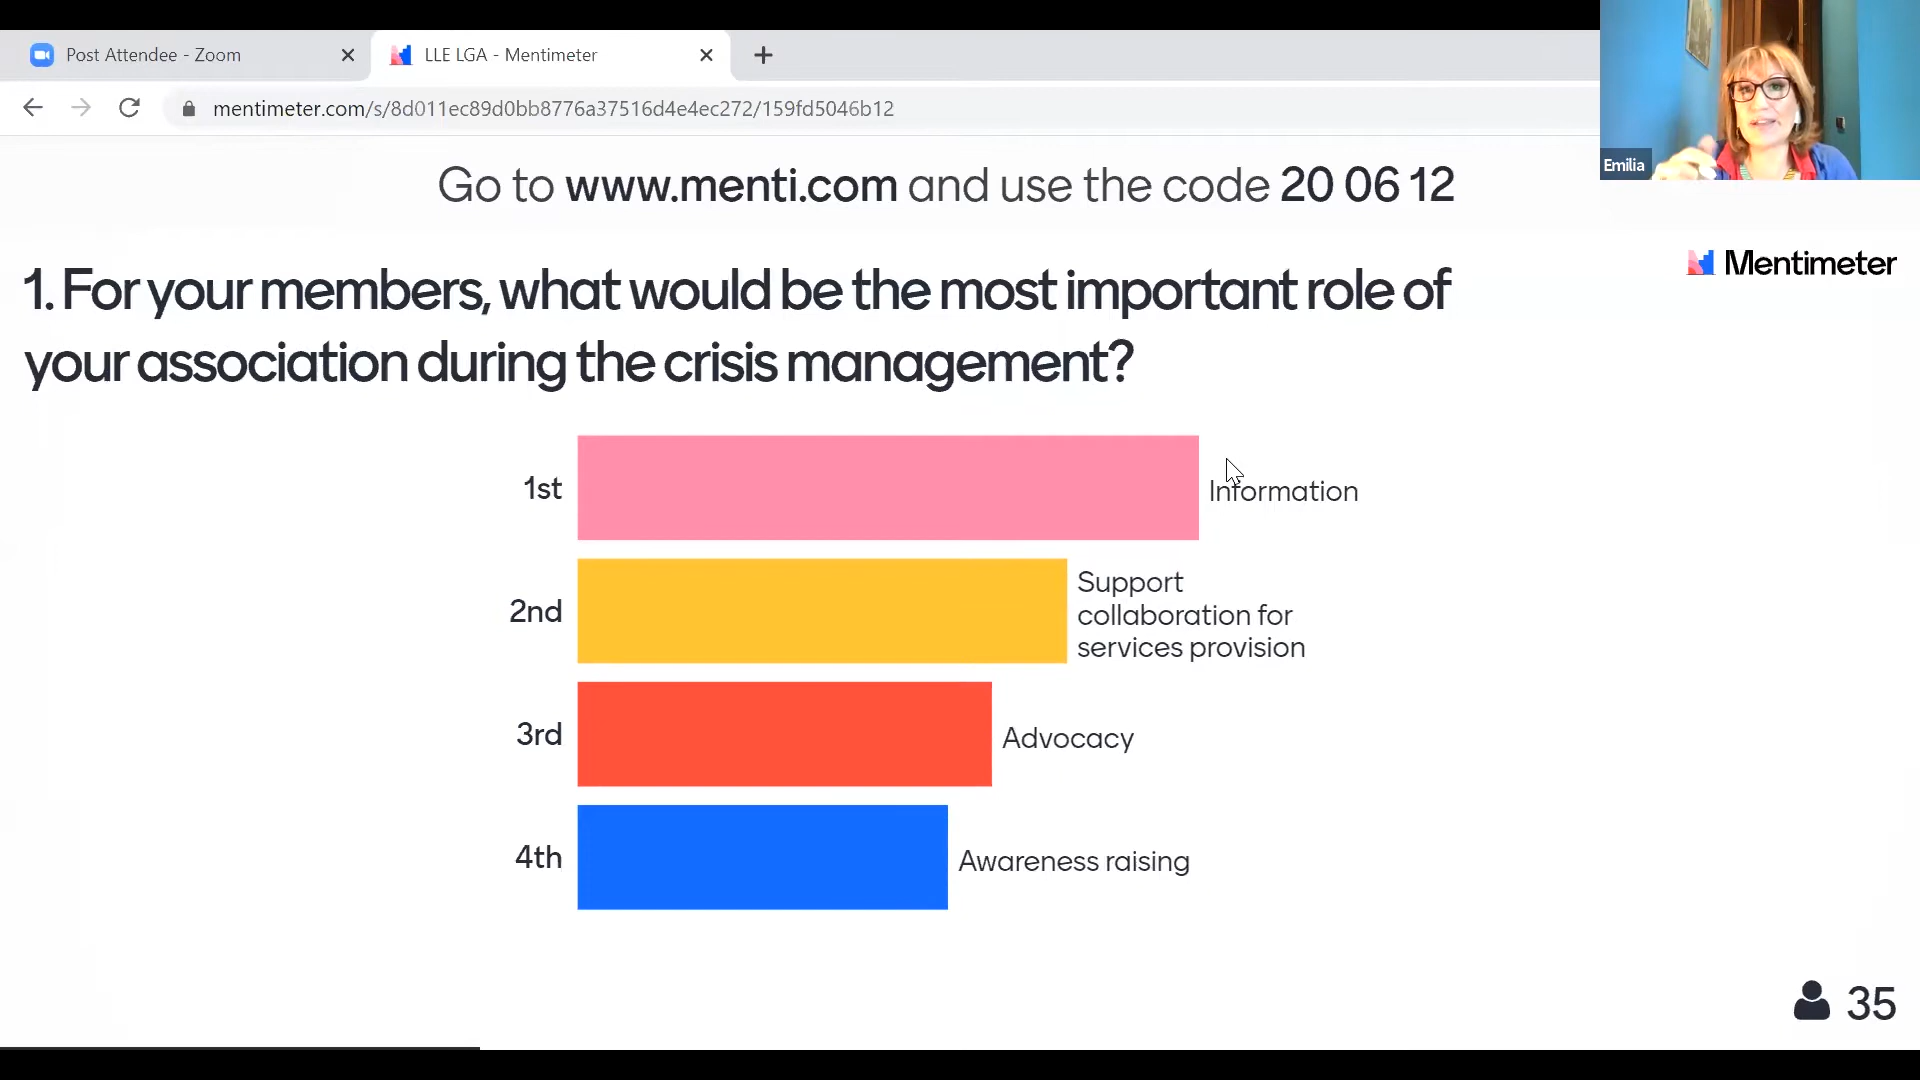 Post Attendee - Zoom
LLE LGA - Mentimeter
mentimeter.com/s/8d011ec89d0bb8776a37516d4e4ec272/159fd5046b12
Emilia
Go to www.menti.com and use the code 20 06 12
Mentimeter
1. For your members, what would be the most important role of
your association during the crisis management?
1st
Information
2nd
Support
collaboration for
services provision
3rd
Advocacy
4th
Awareness raising
35